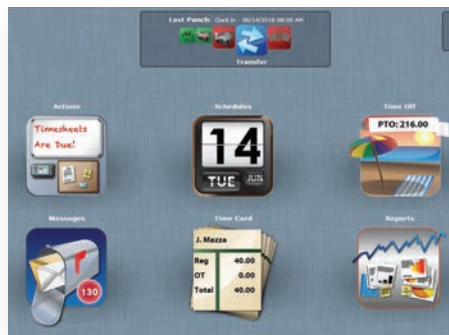 Last Punch: Clock In - 06/14/2016-08:00 AM
Transfer
Actions
Schedules
Time Off
Timesheets
Are Due!
14
TUE JUN
PTO: 216.00
Messages
Time Card
Reports
130
J. Mazza
Reg 40.00
OT 0.00
Total 40.00